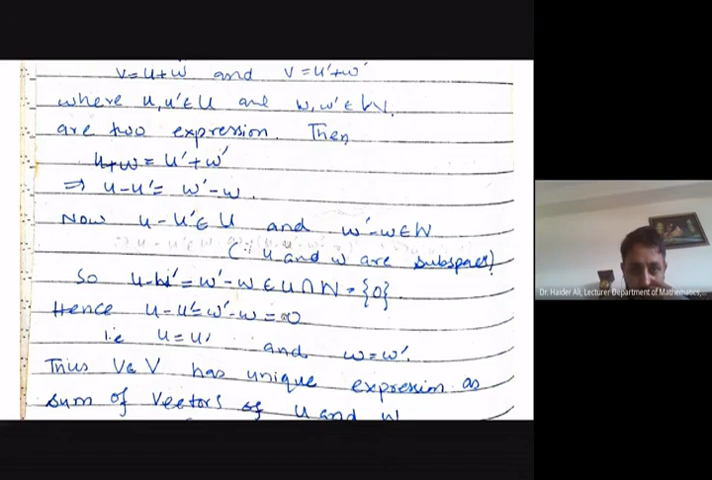 v=u+w and v=u'+w'
where u,u'∈U and w,w'∈W.
are two expression. Then
u+w=u'+w'
⇒ u-u'= w'-w.
Now u-u'∈U and w'-w∈W
(∵ U and W are subspaces)
So u-u'=w'-w∈U∩W={0}.
Hence u-u'=w'-w=0
i.e u=u' and w=w'.
Thus v∈V has unique expression as
sum of vectors of U and W
Dr. Haider Ali, Lecturer Department of Mathematics,...